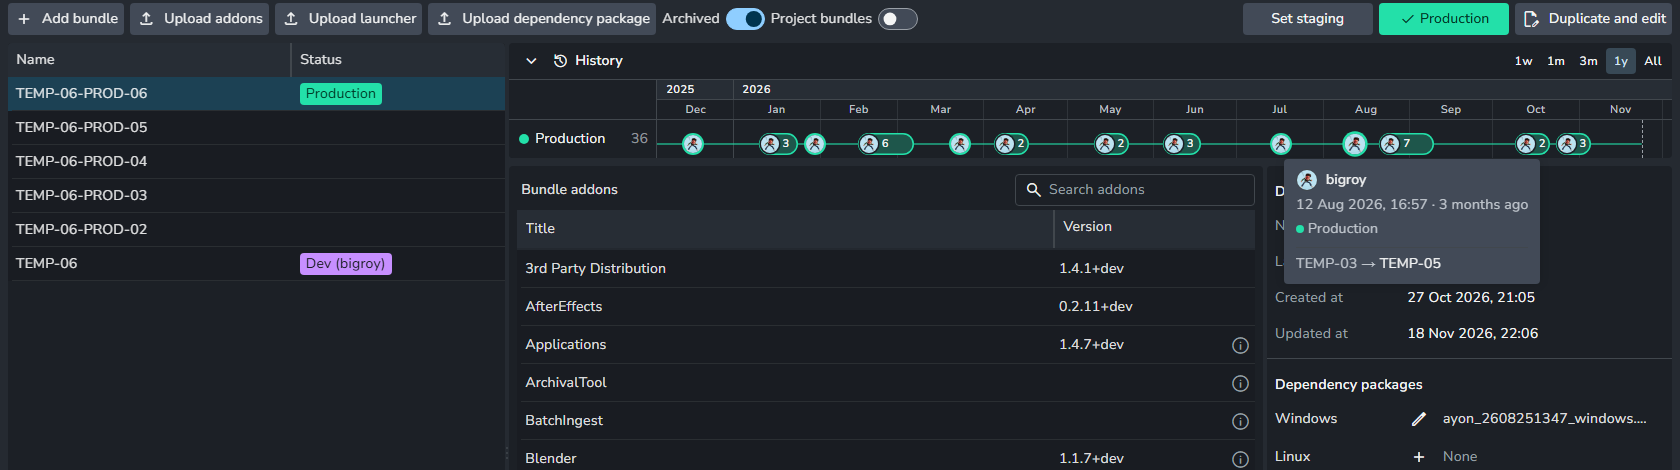 Add bundle Upload addons Upload launcher Upload dependency package Archived Project bundles Set staging Production Duplicate and edit
Name Status
TEMP-06-PROD-06 Production
TEMP-06-PROD-05
TEMP-06-PROD-04
TEMP-06-PROD-03
TEMP-06-PROD-02
TEMP-06 Dev (bigroy)
History 1w 1m 3m 1y All
2025 2026
Dec Jan Feb Mar Apr May Jun Jul Aug Sep Oct Nov
Production 36 3 6 2 2 3 7 2 3
Bundle addons Search addons
Title Version
3rd Party Distribution 1.4.1+dev
AfterEffects 0.2.11+dev
Applications 1.4.7+dev
ArchivalTool
BatchIngest
Blender 1.1.7+dev
bigroy
12 Aug 2026, 16:57 · 3 months ago
Production
TEMP-03 → TEMP-05
Created at 27 Oct 2026, 21:05
Updated at 18 Nov 2026, 22:06
Dependency packages
Windows ayon_2608251347_windows....
Linux + None